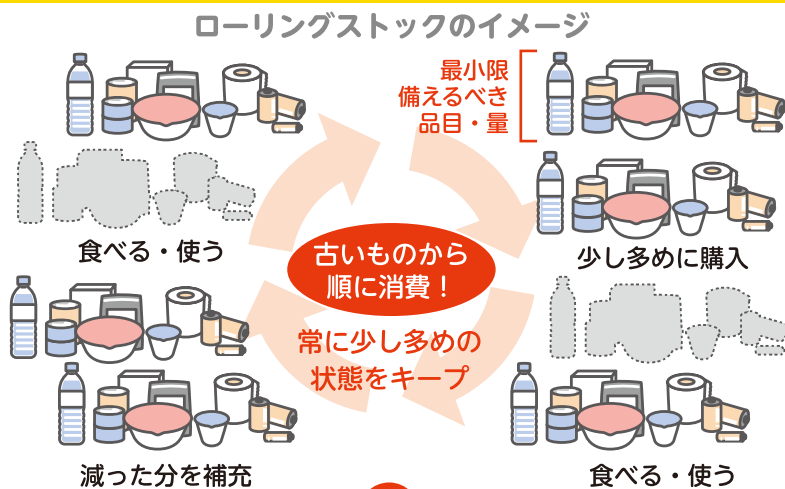 ローリングストックのイメージ
最小限
備えるべき
品目・量
少し多めに購入
食べる・使う
古いものから
順に消費！
常に少し多めの
状態をキープ
減った分を補充
食べる・使う